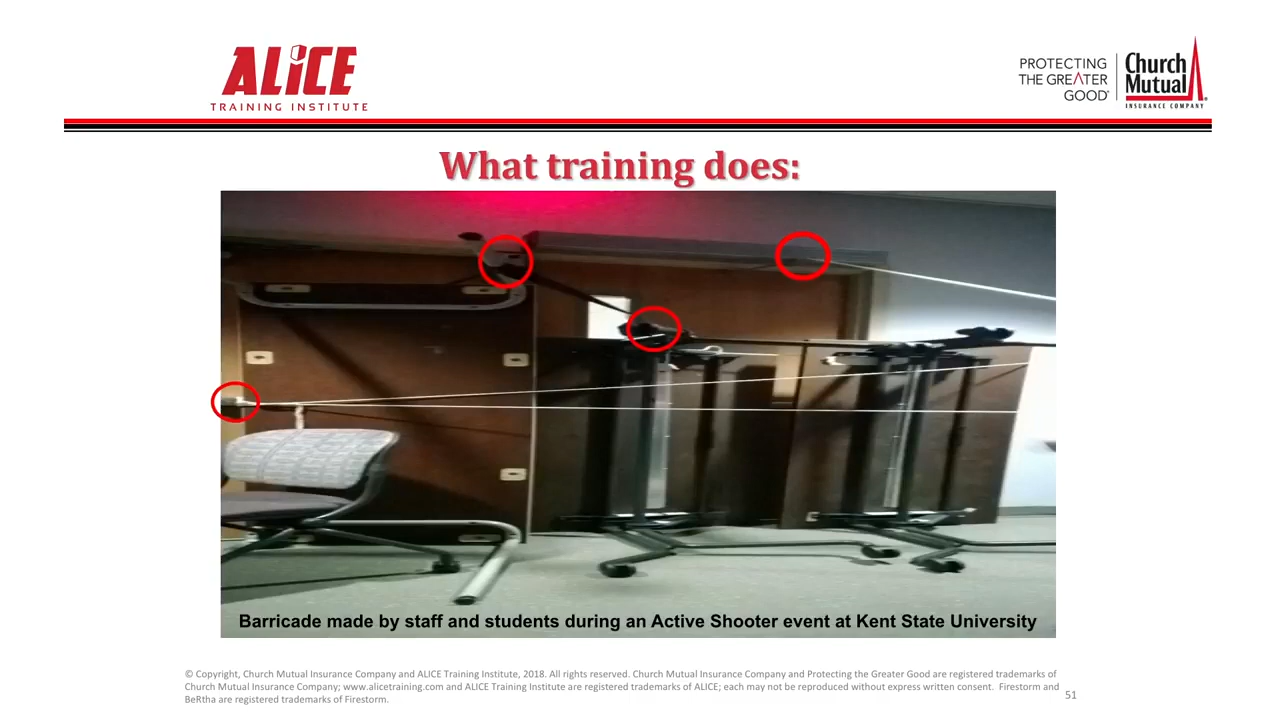 ALiCE
TRAINING INSTITUTE
PROTECTING
THE GREATER
GOOD®
Church
Mutual®
INSURANCE COMPANY
What training does:
Barricade made by staff and students during an Active Shooter event at Kent State University
© Copyright, Church Mutual Insurance Company and ALICE Training Institute, 2018. All rights reserved. Church Mutual Insurance Company and Protecting the Greater Good are registered trademarks of
Church Mutual Insurance Company; www.alicetraining.com and ALICE Training Institute are registered trademarks of ALICE; each may not be reproduced without express written consent. Firestorm and
BeRtha are registered trademarks of Firestorm.
51